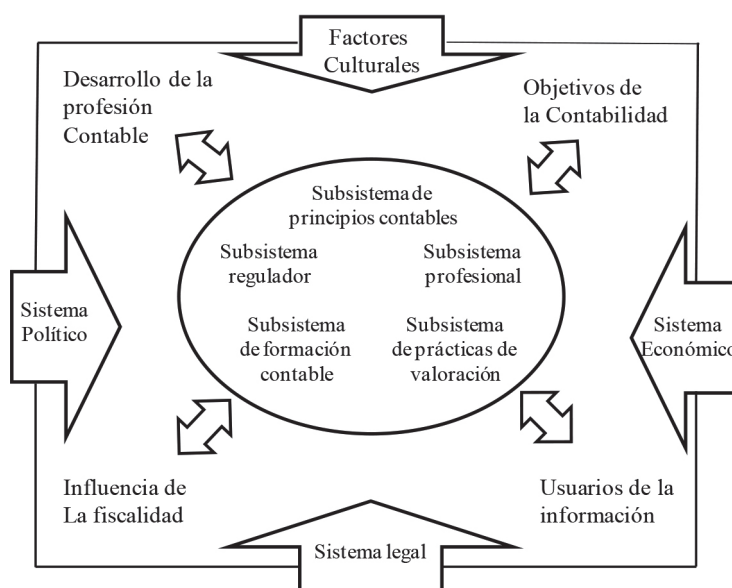 Factores
Culturales
Desarrollo de la
profesión
Contable
Objetivos de
la Contabilidad
Subsistema de
principios contables
Subsistema
regulador
Subsistema
profesional
Sistema
Político
Subsistema
de formación
contable
Subsistema
de prácticas de
valoración
Sistema
Económico
Influencia de
La fiscalidad
Usuarios de la
información
Sistema legal